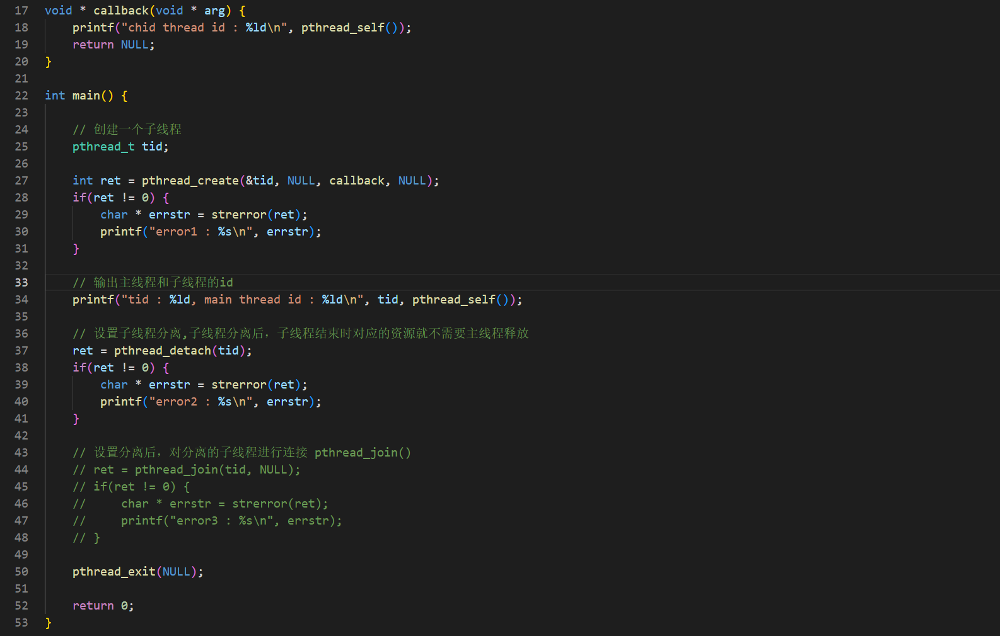 17 void * callback(void * arg) {
18     printf("chid thread id : %ld\n", pthread_self());
19     return NULL;
20 }
21
22 int main() {
23
24     // 创建一个子线程
25     pthread_t tid;
26
27     int ret = pthread_create(&tid, NULL, callback, NULL);
28     if(ret != 0) {
29         char * errstr = strerror(ret);
30         printf("error1 : %s\n", errstr);
31     }
32
33     // 输出主线程和子线程的id
34     printf("tid : %ld, main thread id : %ld\n", tid, pthread_self());
35
36     // 设置子线程分离,子线程分离后，子线程结束时对应的资源就不需要主线程释放
37     ret = pthread_detach(tid);
38     if(ret != 0) {
39         char * errstr = strerror(ret);
40         printf("error2 : %s\n", errstr);
41     }
42
43     // 设置分离后，对分离的子线程进行连接 pthread_join()
44     // ret = pthread_join(tid, NULL);
45     // if(ret != 0) {
46     //     char * errstr = strerror(ret);
47     //     printf("error3 : %s\n", errstr);
48     // }
49
50     pthread_exit(NULL);
51
52     return 0;
53 }